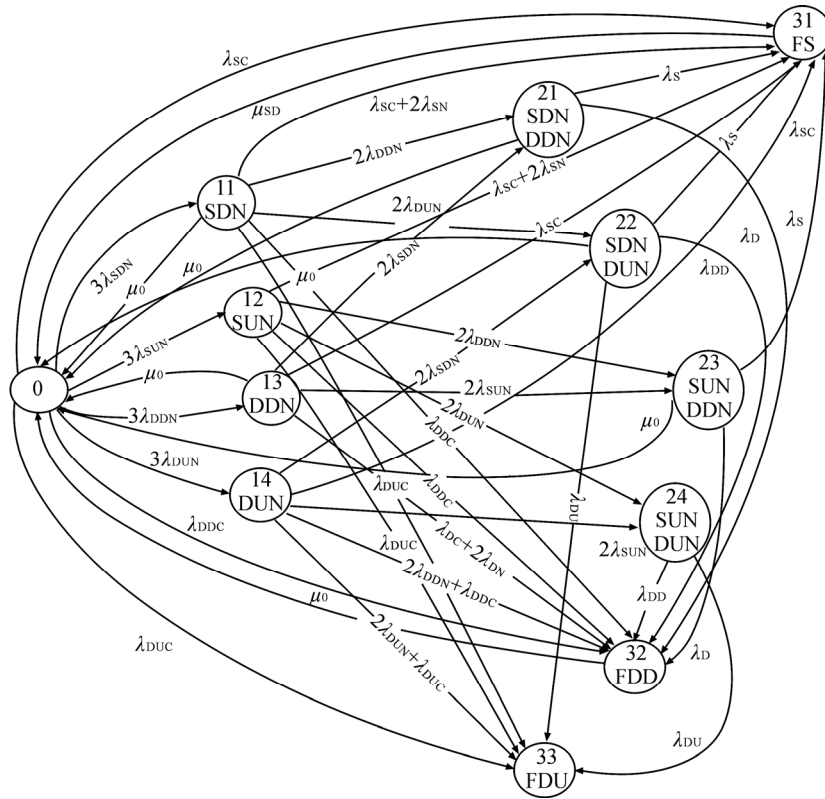 31
FS
λSC
μSD
λSC+2λSN
λS
21
SDN
DDN
2λDDN
λSC+2λSN
λS
λSC
11
SDN
2λDUN
λSC
λS
22
SDN
DUN
λD
λDD
3λSDN
μ0
μ0
2λSDN
12
SUN
3λSUN
2λDDN
2λSDN
23
SUN
DDN
0
μ0
13
DDN
2λSUN
3λDDN
2λDUN
μ0
λDDC
3λDUN
14
DUN
λDUC
λDDC
λDU
24
SUN
DUN
λDDC
λDUC
λDC+2λDN
2λSUN
2λDDN+λDDC
λDD
μ0
2λDUN+λDUC
32
FDD
λD
λDUC
λDU
33
FDU